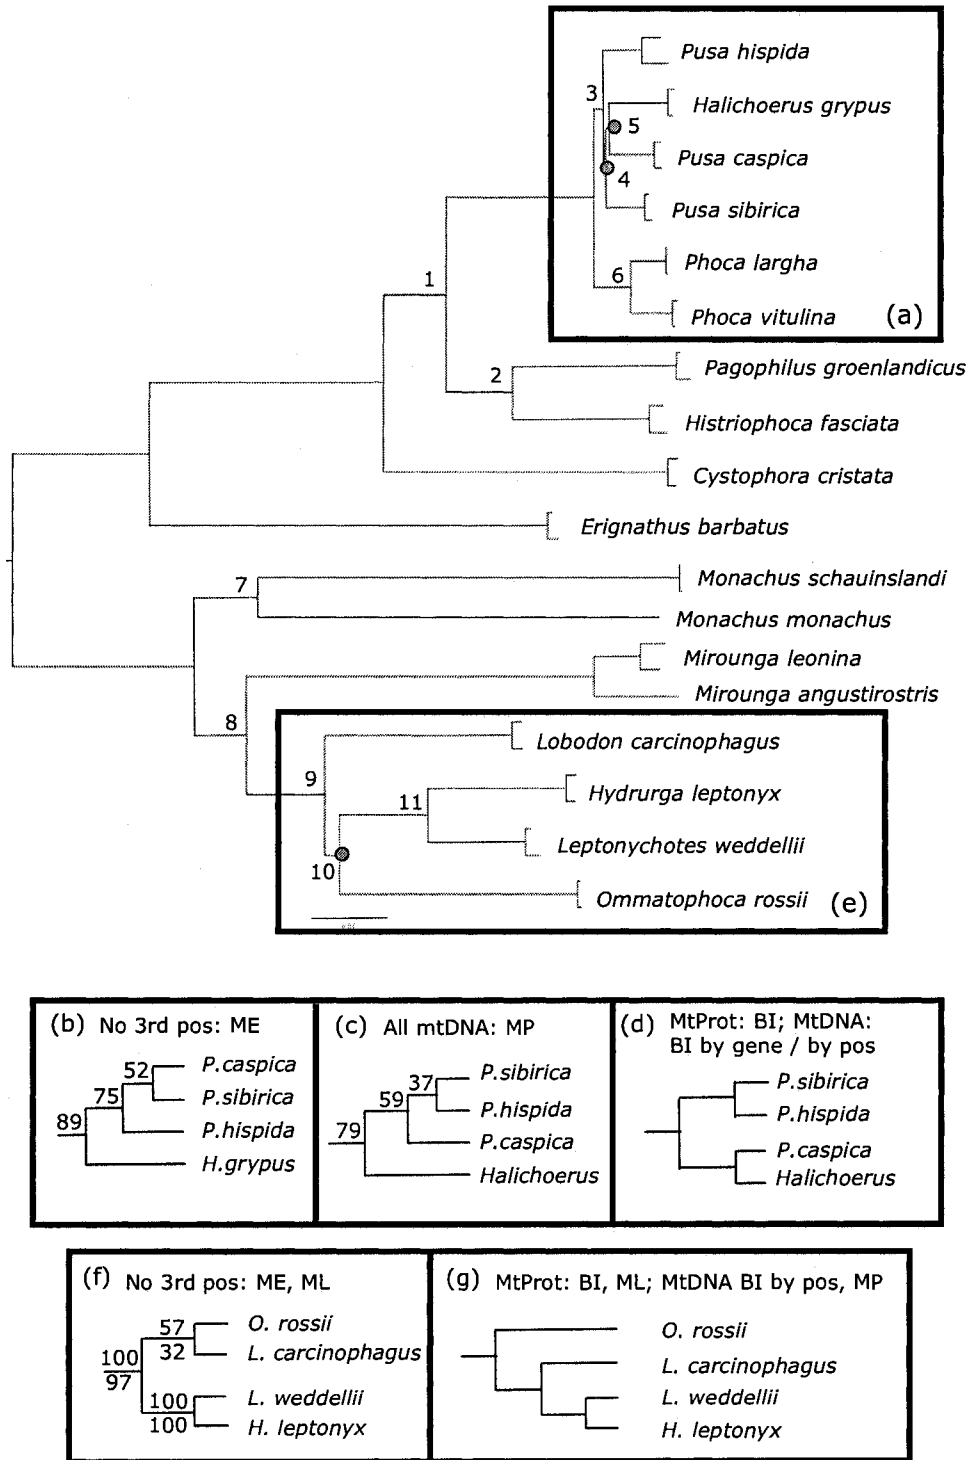 Pusa hispida
3
Halichoerus grypus
5
Pusa caspica
4
Pusa sibirica
Phoca largha
6
Phoca vitulina
(a)
1
Pagophilus groenlandicus
2
Histriophoca fasciata
Cystophora cristata
Erignathus barbatus
Monachus schauinslandi
7
Monachus monachus
Mirounga leonina
Mirounga angustirostris
8
Lobodon carcinophagus
9
Hydrurga leptonyx
11
Leptonychotes weddellii
10
Ommatophoca rossii
(e)
(b) No 3rd pos: ME
52
P.caspica
75
P.sibirica
89
P.hispida
H.grypus
(c) All mtDNA: MP
37
P.sibirica
59
P.hispida
79
P.caspica
Halichoerus
(d) MtProt: BI; MtDNA:
BI by gene / by pos
P.sibirica
P.hispida
P.caspica
Halichoerus
(f) No 3rd pos: ME, ML
57
O. rossii
32
L. carcinophagus
100
97
100
L. weddellii
100
H. leptonyx
(g) MtProt: BI, ML; MtDNA BI by pos, MP
O. rossii
L. carcinophagus
L. weddellii
H. leptonyx